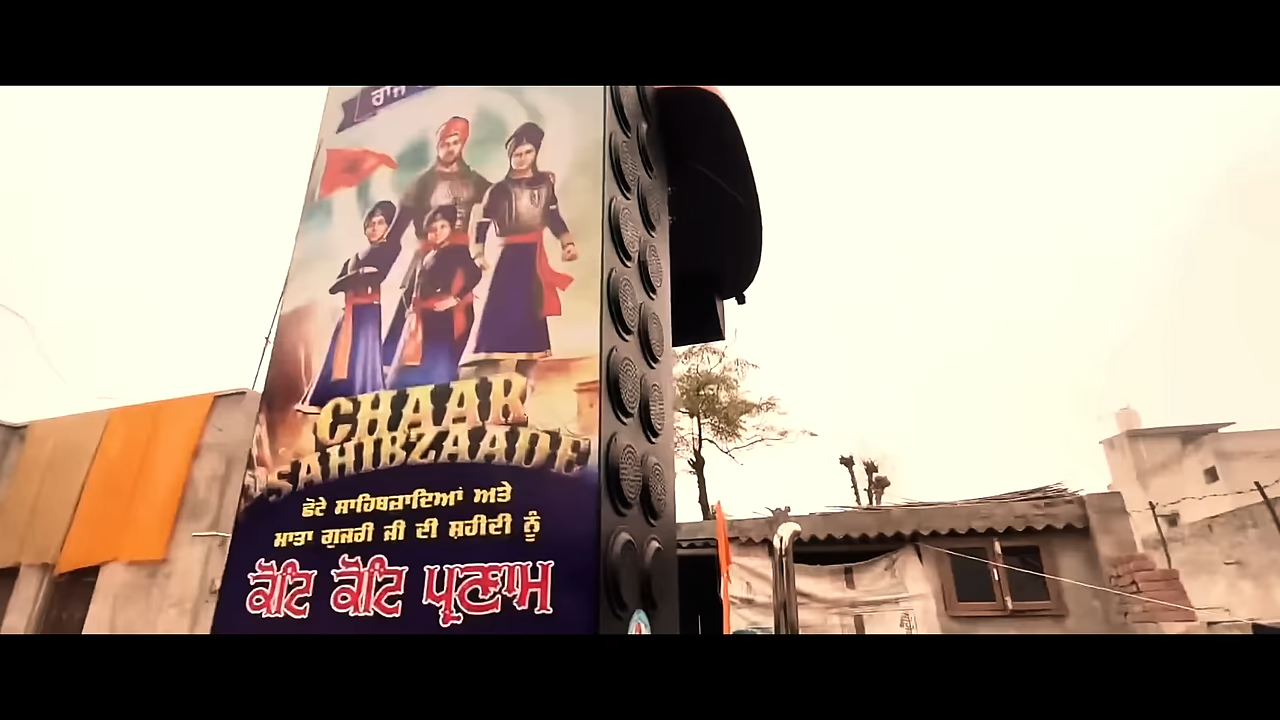 ਰਾਜ
CHAAR
SAHIBZAADE
ਛੋਟੇ ਸਾਹਿਬਜ਼ਾਦਿਆਂ ਅਤੇ
ਮਾਤਾ ਗੁਜਰੀ ਜੀ ਦੀ ਸ਼ਹੀਦੀ ਨੂੰ
ਕੋਟਿ ਕੋਟਿ ਪ੍ਰਣਾਮ